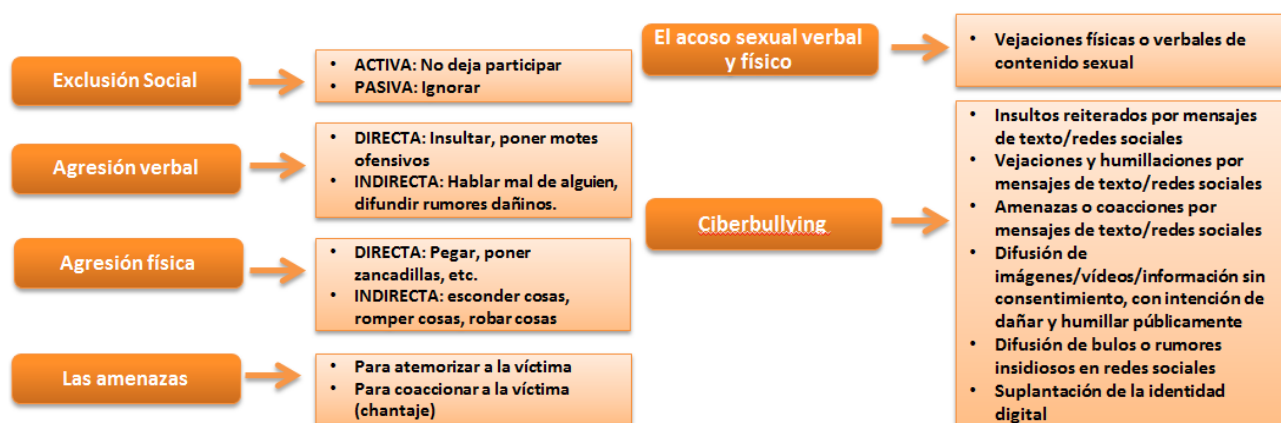 Exclusión Social
• ACTIVA: No deja participar
• PASIVA: Ignorar
Agresión verbal
• DIRECTA: Insultar, poner motes
ofensivos
• INDIRECTA: Hablar mal de alguien,
difundir rumores dañinos.
Agresión física
• DIRECTA: Pegar, poner
zancadillas, etc.
• INDIRECTA: esconder cosas,
romper cosas, robar cosas
Las amenazas
• Para atemorizar a la víctima
• Para coaccionar a la víctima
(chantaje)
El acoso sexual verbal
y físico
• Vejaciones físicas o verbales de
contenido sexual
Ciberbullying
• Insultos reiterados por mensajes
de texto/redes sociales
• Vejaciones y humillaciones por
mensajes de texto/redes sociales
• Amenazas o coacciones por
mensajes de texto/redes sociales
• Difusión de
imágenes/vídeos/información sin
consentimiento, con intención de
dañar y humillar públicamente
• Difusión de bulos o rumores
insidiosos en redes sociales
• Suplantación de la identidad
digital